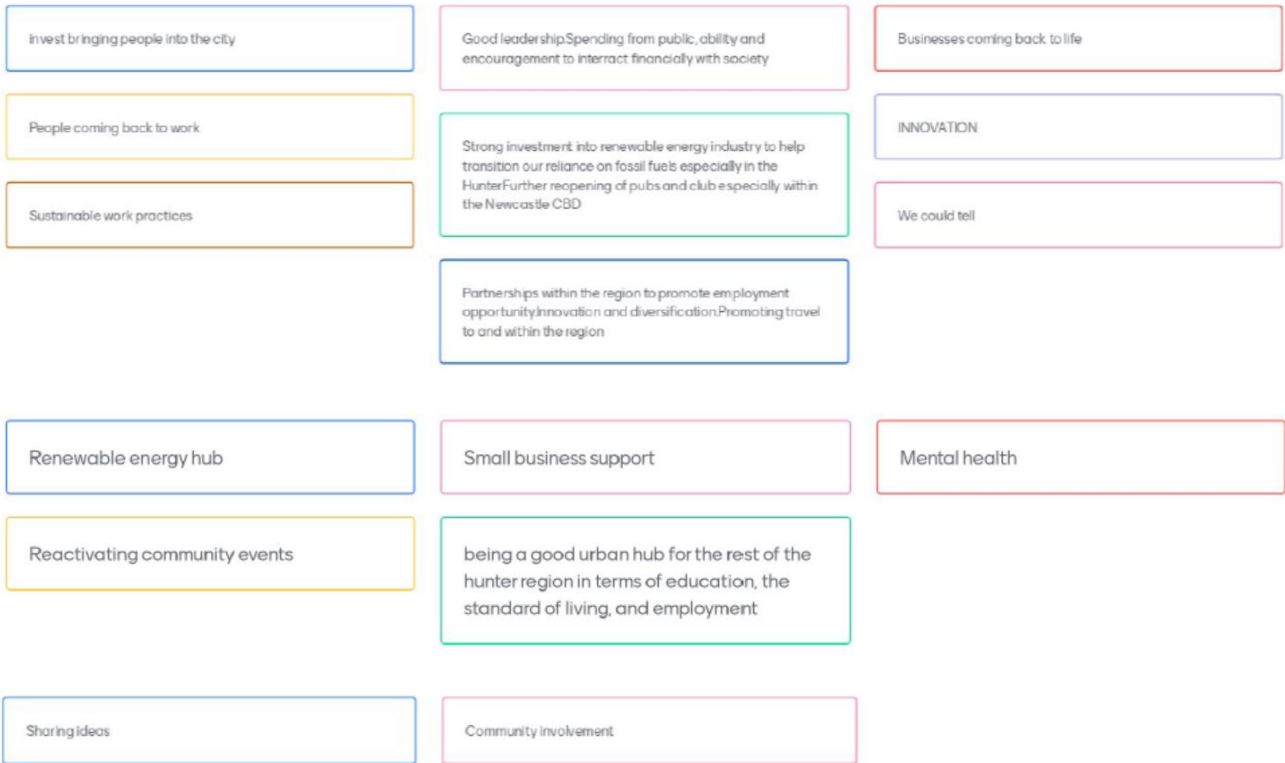 Invest bringing people into the city
Good leadership.Spending from public, ability and
encouragement to interract financially with society
Businesses coming back to life
People coming back to work
Strong investment into renewable energy industry to help
transition our reliance on fossil fuels especially in the
HunterFurther reopening of pubs and club especially within
the Newcastle CBD
INNOVATION
Sustainable work practices
We could tell
Partnerships within the region to promote employment
opportunity.Innovation and diversification.Promoting travel
to and within the region
Renewable energy hub
Small business support
Mental health
Reactivating community events
being a good urban hub for the rest of the
hunter region in terms of education, the
standard of living, and employment
Sharing ideas
Community involvement